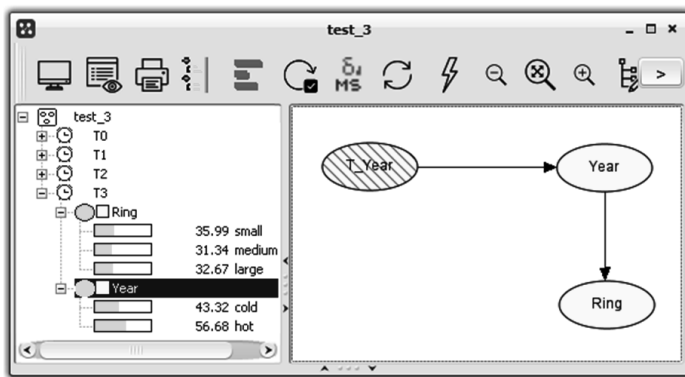 test_3
δ↲
MS
>
test_3
T0
T1
T2
T3
Ring
35.99 small
31.34 medium
32.67 large
Year
43.32 cold
56.68 hot
T_Year
Year
Ring